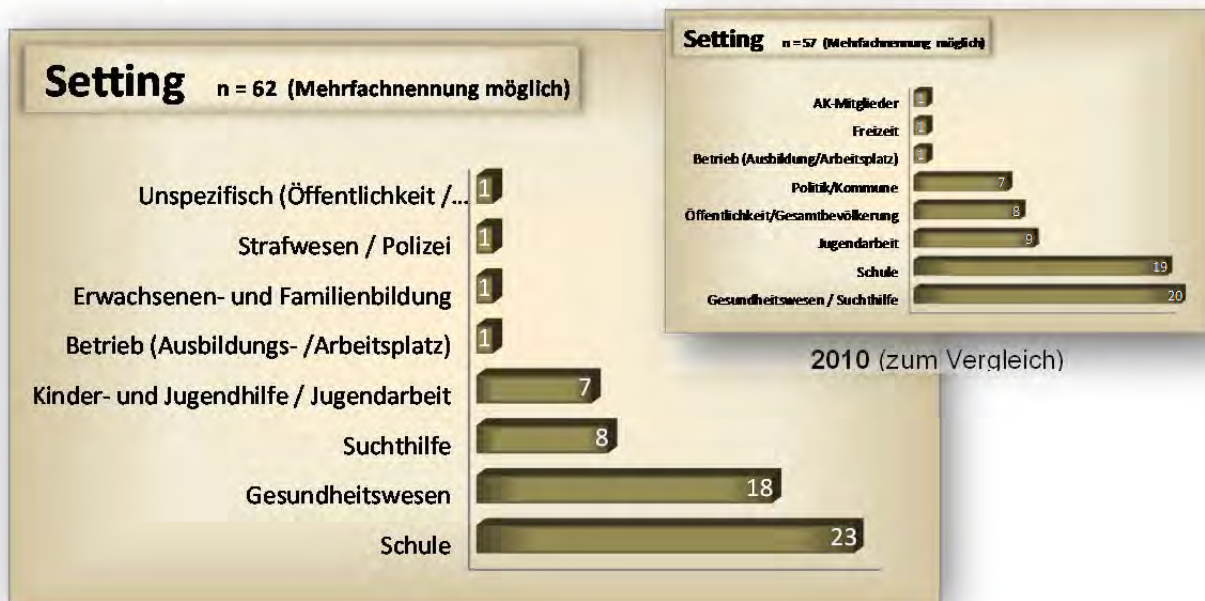 Setting n = 62 (Mehrfachnennung möglich)
Unspezifisch (Öffentlichkeit /... 1
Strafwesen / Polizei 1
Erwachsenen- und Familienbildung 1
Betrieb (Ausbildungs- /Arbeitsplatz) 1
Kinder- und Jugendhilfe / Jugendarbeit 7
Suchthilfe 8
Gesundheitswesen 18
Schule 23
Setting n = 57 (Mehrfachnennung möglich)
AK-Mitglieder 1
Freizeit 1
Betrieb (Ausbildung/Arbeitsplatz) 1
Politik/Kommune 7
Öffentlichkeit/Gesamtbevölkerung 8
Jugendarbeit 9
Schule 19
Gesundheitswesen / Suchthilfe 20
2010 (zum Vergleich)